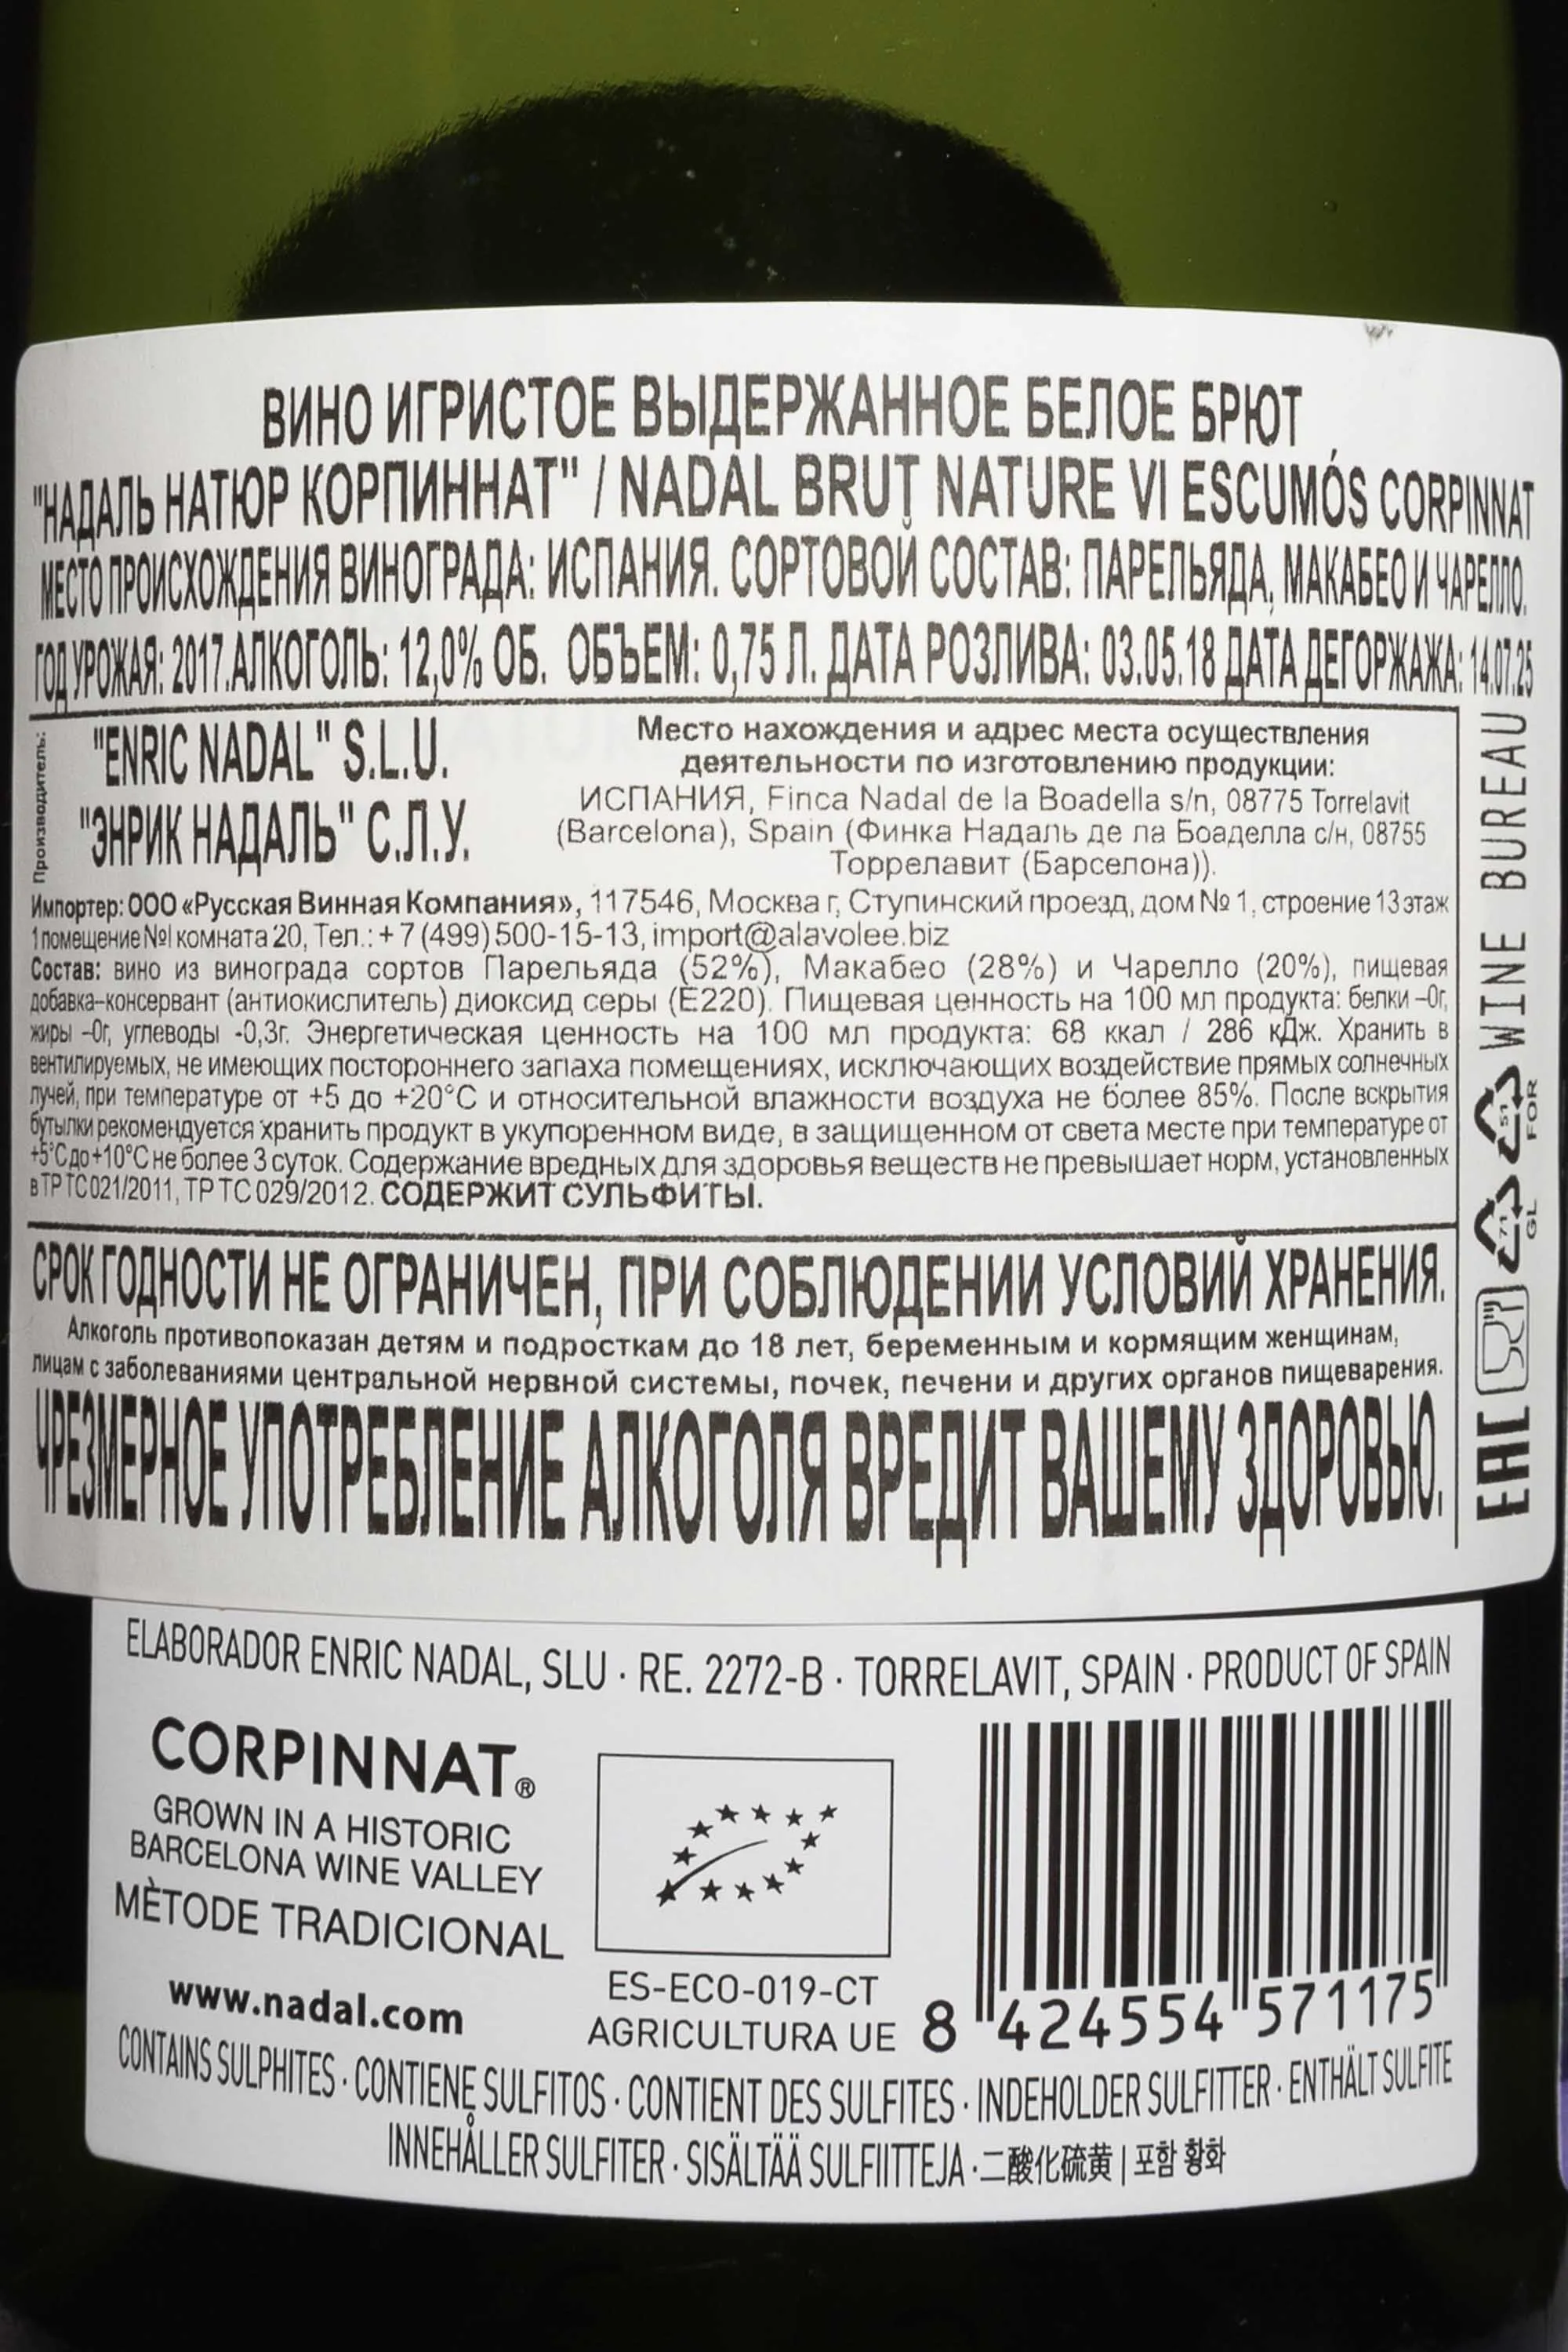 ВИНО ИГРИСТОЕ ВЫДЕРЖАННОЕ БЕЛОЕ БРЮТ
"НАДАЛЬ НАТЮР КОРПИННАТ" / NADAL BRUT NATURE VI ESCUMÓS CORPINNAT
МЕСТО ПРОИСХОЖДЕНИЯ ВИНОГРАДА: ИСПАНИЯ. СОРТОВОЙ СОСТАВ: ПАРЕЛЬЯДА, МАКАБЕО И ЧАРЕЛЛО.
ГОД УРОЖАЯ: 2017.АЛКОГОЛЬ: 12,0% ОБ. ОБЪЕМ: 0,75 Л. ДАТА РОЗЛИВА: 03.05.18 ДАТА ДЕГОРЖАЖА: 14.07.25
Производитель:
"ENRIC NADAL" S.L.U.
"ЭНРИК НАДАЛЬ" С.Л.У.
Место нахождения и адрес места осуществления
деятельности по изготовлению продукции:
ИСПАНИЯ, Finca Nadal de la Boadella s/n, 08775 Torrelavit
(Barcelona), Spain (Финка Надаль де ла Боаделла с/н, 08755
Торрелавит (Барселона)).
Импортер: ООО «Русская Винная Компания», 117546, Москва г, Ступинский проезд, дом № 1, строение 13 этаж
1 помещение №I комната 20, Тел.: + 7 (499) 500-15-13, import@alavolee.biz
Состав: вино из винограда сортов Парельяда (52%), Макабео (28%) и Чарелло (20%), пищевая
добавка-консервант (антиокислитель) диоксид серы (Е220). Пищевая ценность на 100 мл продукта: белки –0г,
жиры –0г, углеводы -0,3г. Энергетическая ценность на 100 мл продукта: 68 ккал / 286 кДж. Хранить в
вентилируемых, не имеющих постороннего запаха помещениях, исключающих воздействие прямых солнечных
лучей, при температуре от +5 до +20°С и относительной влажности воздуха не более 85%. После вскрытия
бутылки рекомендуется хранить продукт в укупоренном виде, в защищенном от света месте при температуре от
+5°С до +10°С не более 3 суток. Содержание вредных для здоровья веществ не превышает норм, установленных
в ТР ТС 021/2011, ТР ТС 029/2012. СОДЕРЖИТ СУЛЬФИТЫ.
СРОК ГОДНОСТИ НЕ ОГРАНИЧЕН, ПРИ СОБЛЮДЕНИИ УСЛОВИЙ ХРАНЕНИЯ.
Алкоголь противопоказан детям и подросткам до 18 лет, беременным и кормящим женщинам,
лицам с заболеваниями центральной нервной системы, почек, печени и других органов пищеварения.
ЧРЕЗМЕРНОЕ УПОТРЕБЛЕНИЕ АЛКОГОЛЯ ВРЕДИТ ВАШЕМУ ЗДОРОВЬЮ.
WINE BUREAU
51
FOR
71
GL
EAC
ELABORADOR ENRIC NADAL, SLU · RE. 2272-B · TORRELAVIT, SPAIN · PRODUCT OF SPAIN
CORPINNAT®
GROWN IN A HISTORIC
BARCELONA WINE VALLEY
MÈTODE TRADICIONAL
www.nadal.com
ES-ECO-019-CT
AGRICULTURA UE
8 424554 571175
CONTAINS SULPHITES · CONTIENE SULFITOS · CONTIENT DES SULFITES · INDEHOLDER SULFITTER · ENTHÄLT SULFITE
INNEHÅLLER SULFITER · SISÄLTÄÄ SULFIITTEJA · 二酸化硫黄 | 포함 황화